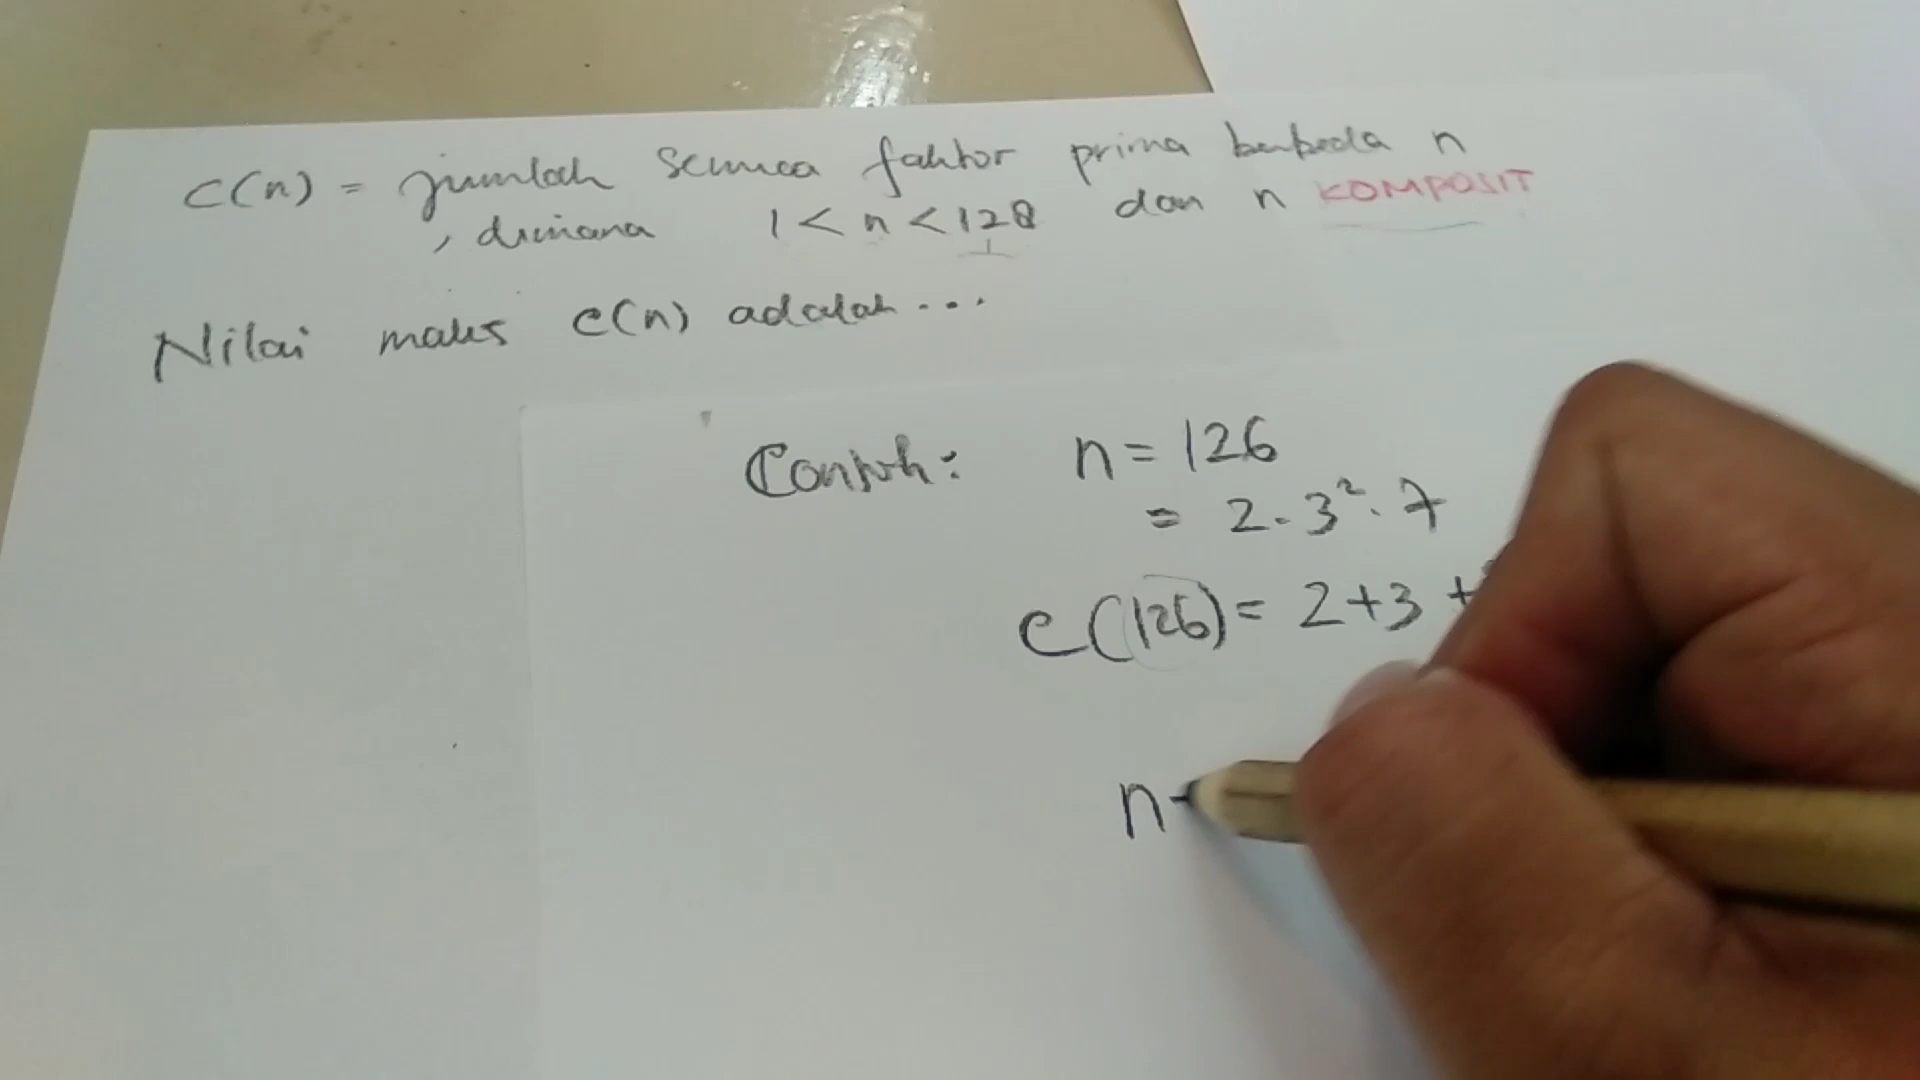 C(n) = jumlah semua faktor prima berbeda n
, dimana 1 < n < 128 dan n KOMPOSIT
Nilai maks C(n) adalah...
Contoh: n = 126
= 2 · 3² · 7
C(126) = 2+3 +
n